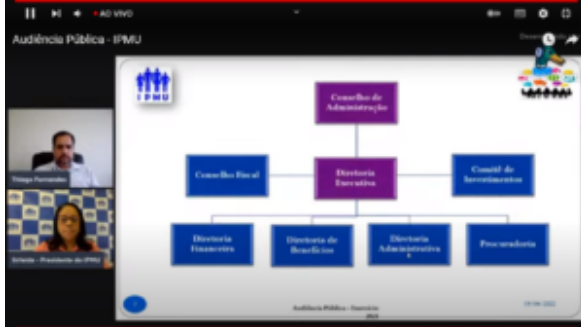 AO VIVO
Audiência Pública - IPMU
IPMU
Conselho de
Administração
Conselho Fiscal
Diretoria
Executiva
Comitê de
Investimentos
Diretoria
Financeira
Diretoria de
Benefícios
Diretoria
Administrativa
Procuradoria
Thiago Fernandes
Presidente do IPMU
Audiência Pública - Exercício